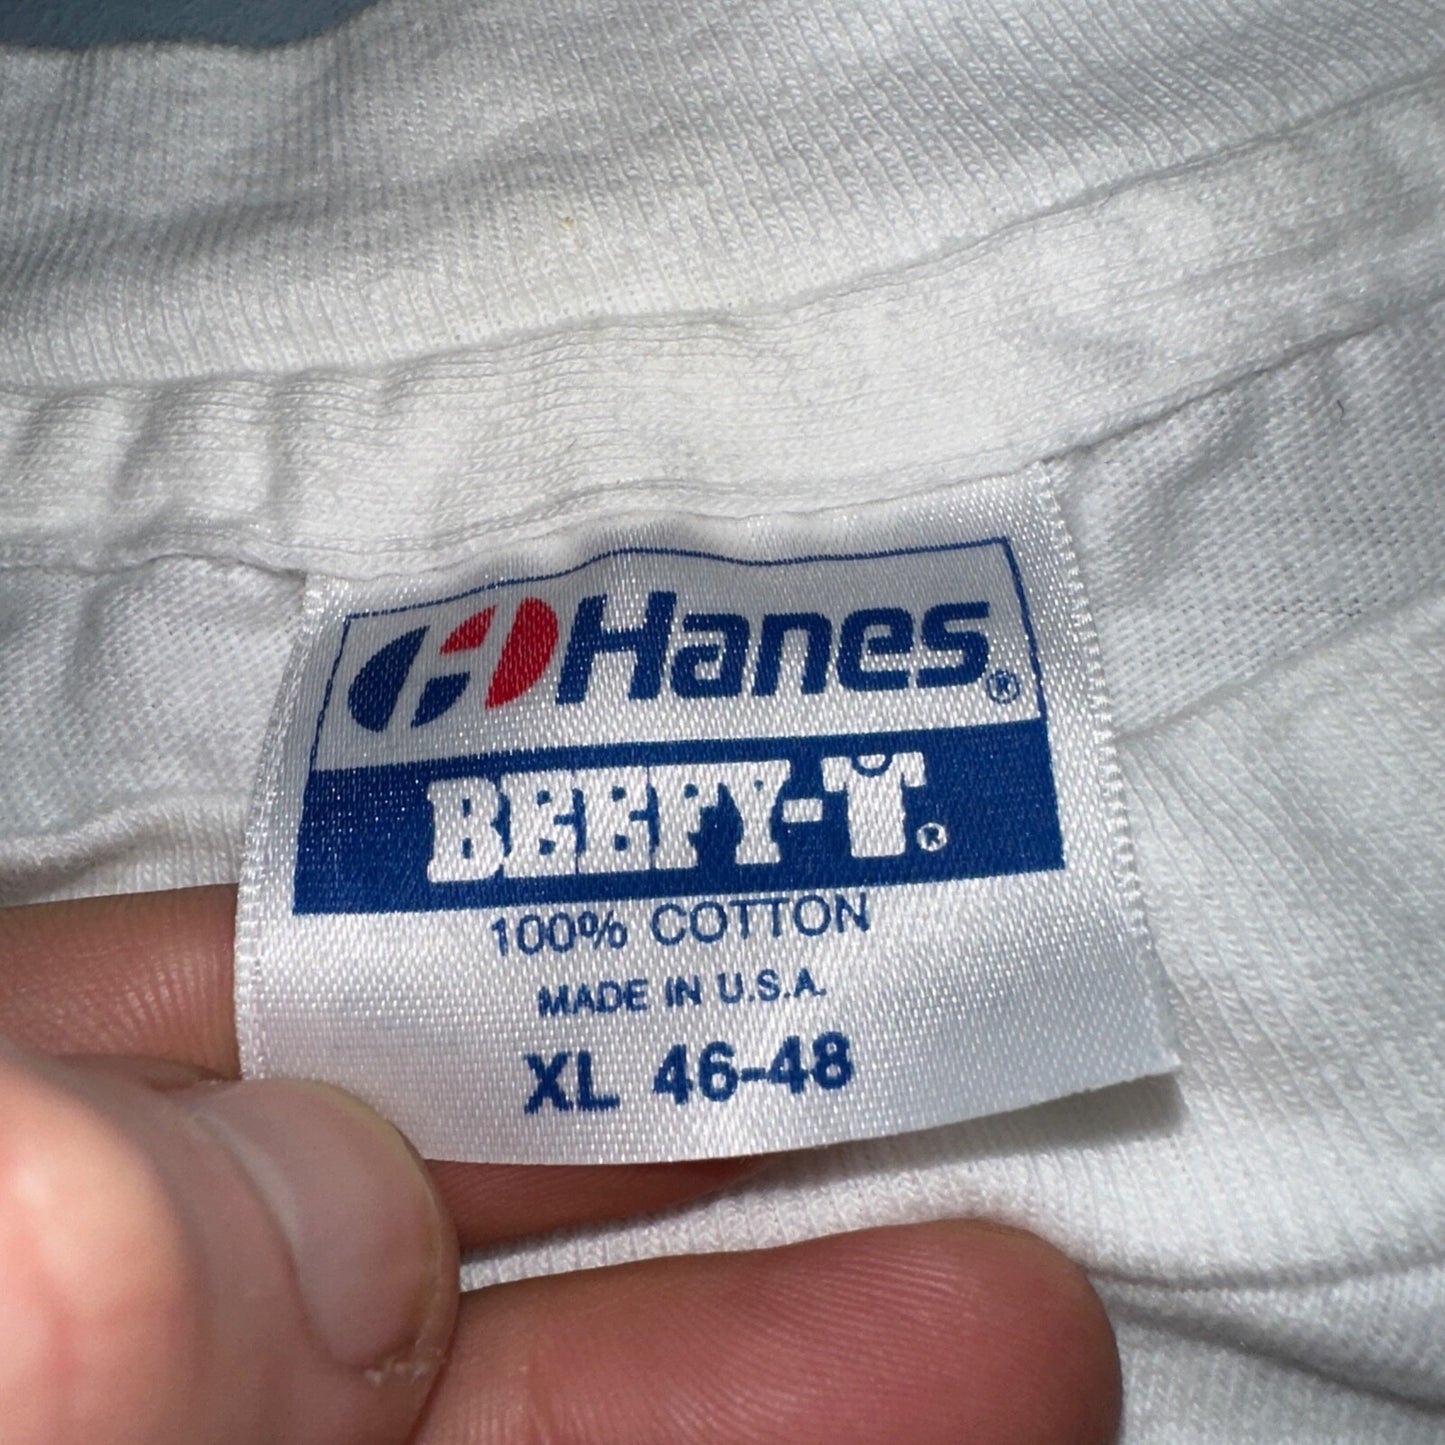 Hanes®
BEEFY-T®
100% COTTON
MADE IN U.S.A.
XL 46-48